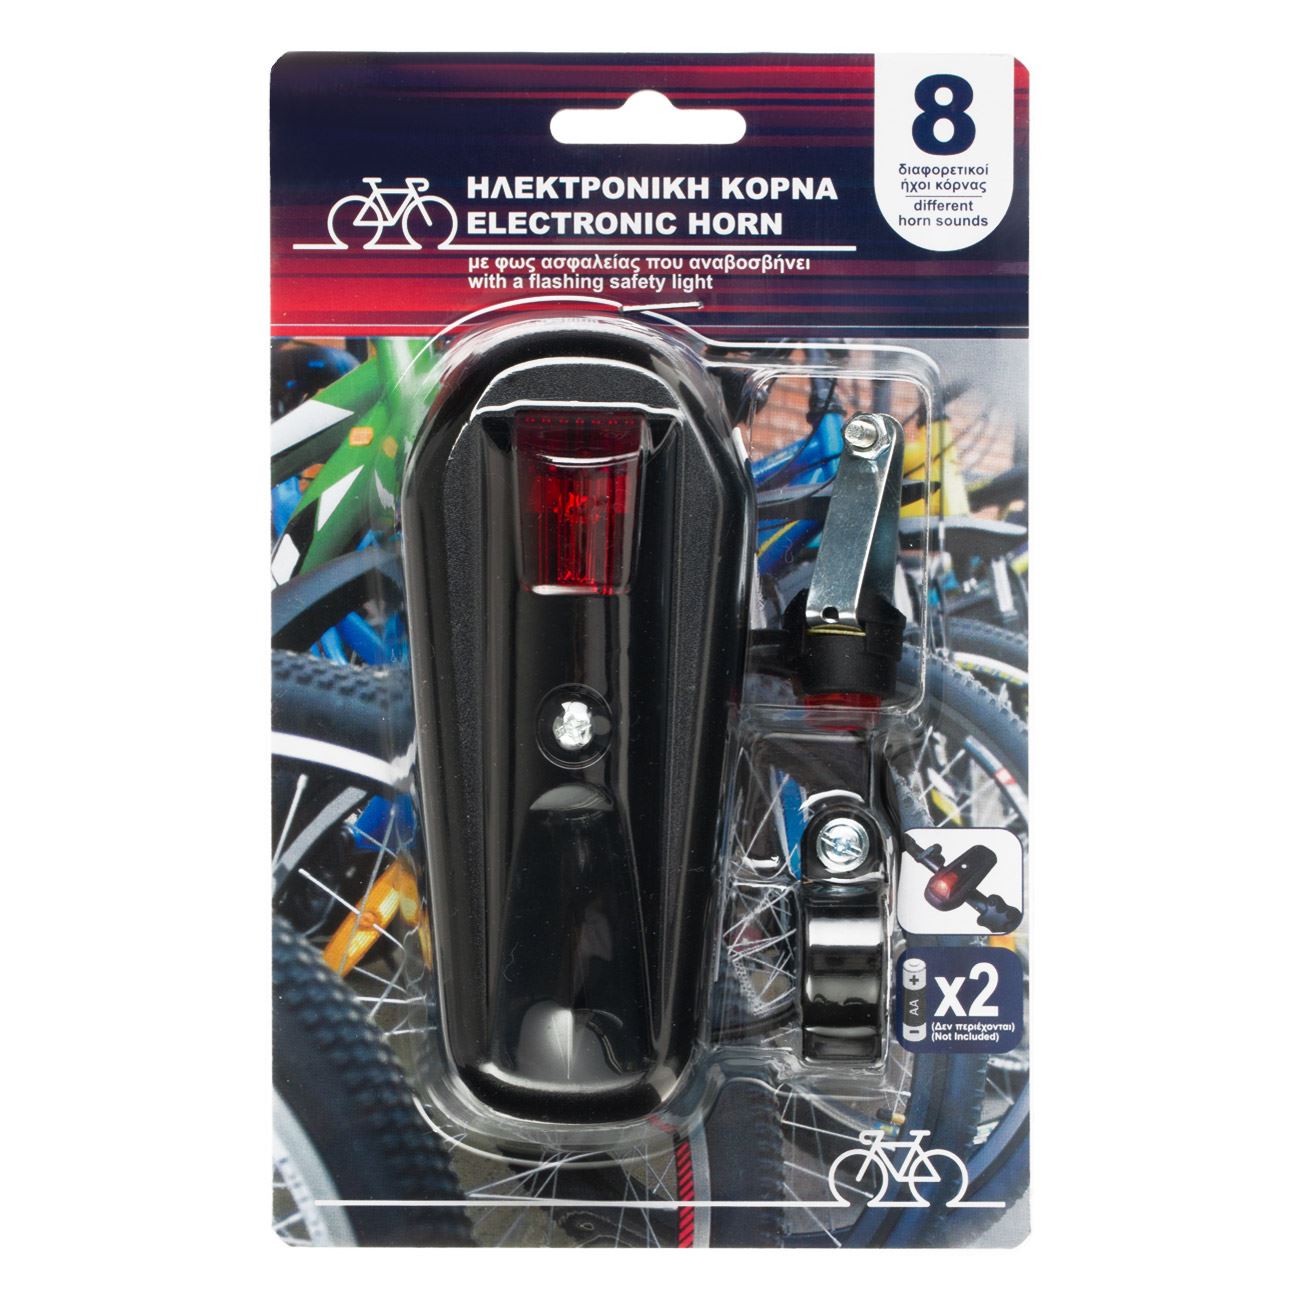 8
διαφορετικοί
ήχοι κόρνας
different
horn sounds
ΗΛΕΚΤΡΟΝΙΚΗ ΚΟΡΝΑ
ELECTRONIC HORN
με φως ασφαλείας που αναβοσβήνει
with a flashing safety light
+
AA
-
x2
(Δεν περιέχονται)
(Not Included)